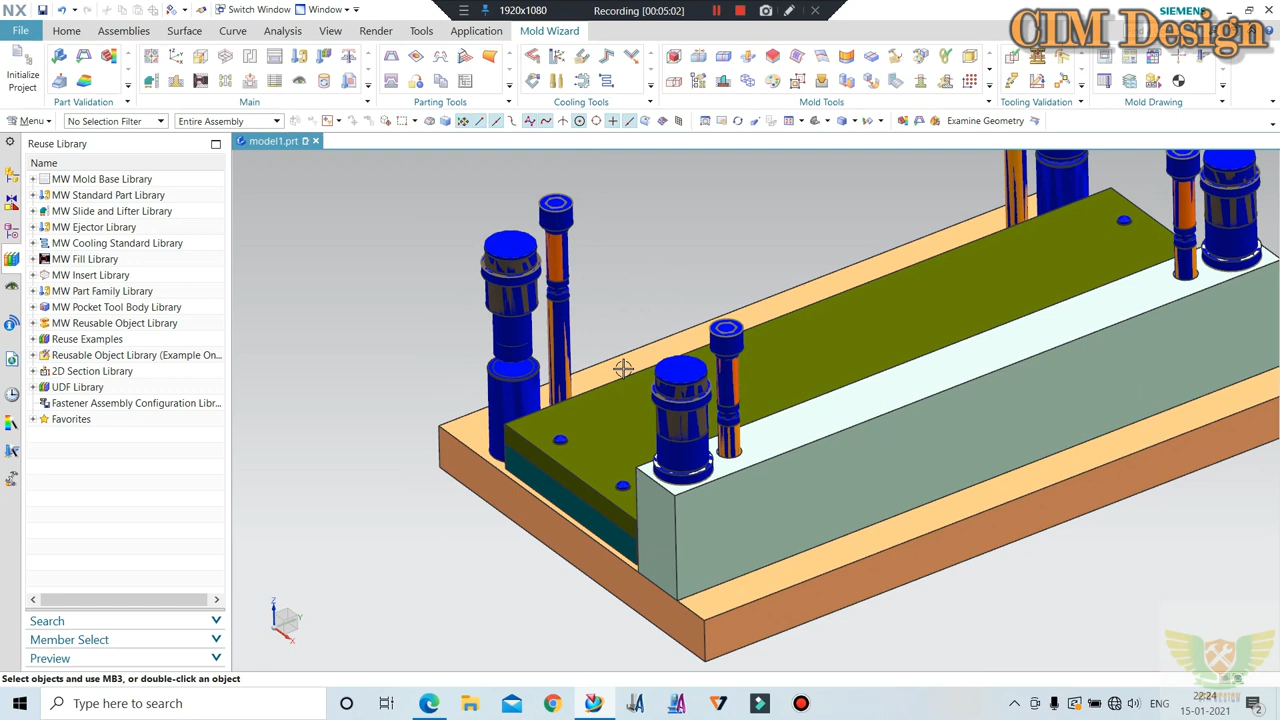 NX
Switch Window
Window
1920x1080
Recording [00:05:02]
SIEMENS
CIM Design
File
Home
Assemblies
Surface
Curve
Analysis
View
Render
Tools
Application
Mold Wizard
Initialize
Project
Part Validation
Main
Parting Tools
Cooling Tools
Mold Tools
Tooling Validation
Mold Drawing
Menu
No Selection Filter
Entire Assembly
Examine Geometry
Reuse Library
model1.prt
Name
MW Mold Base Library
MW Standard Part Library
MW Slide and Lifter Library
MW Ejector Library
MW Cooling Standard Library
MW Fill Library
MW Insert Library
MW Part Family Library
MW Pocket Tool Body Library
MW Reusable Object Library
Reuse Examples
Reusable Object Library (Example On...
2D Section Library
UDF Library
Fastener Assembly Configuration Libr...
Favorites
Search
Member Select
Preview
Z
Y
X
Select objects and use MB3, or double-click an object
Type here to search
ENG
22:24
15-01-2021
2